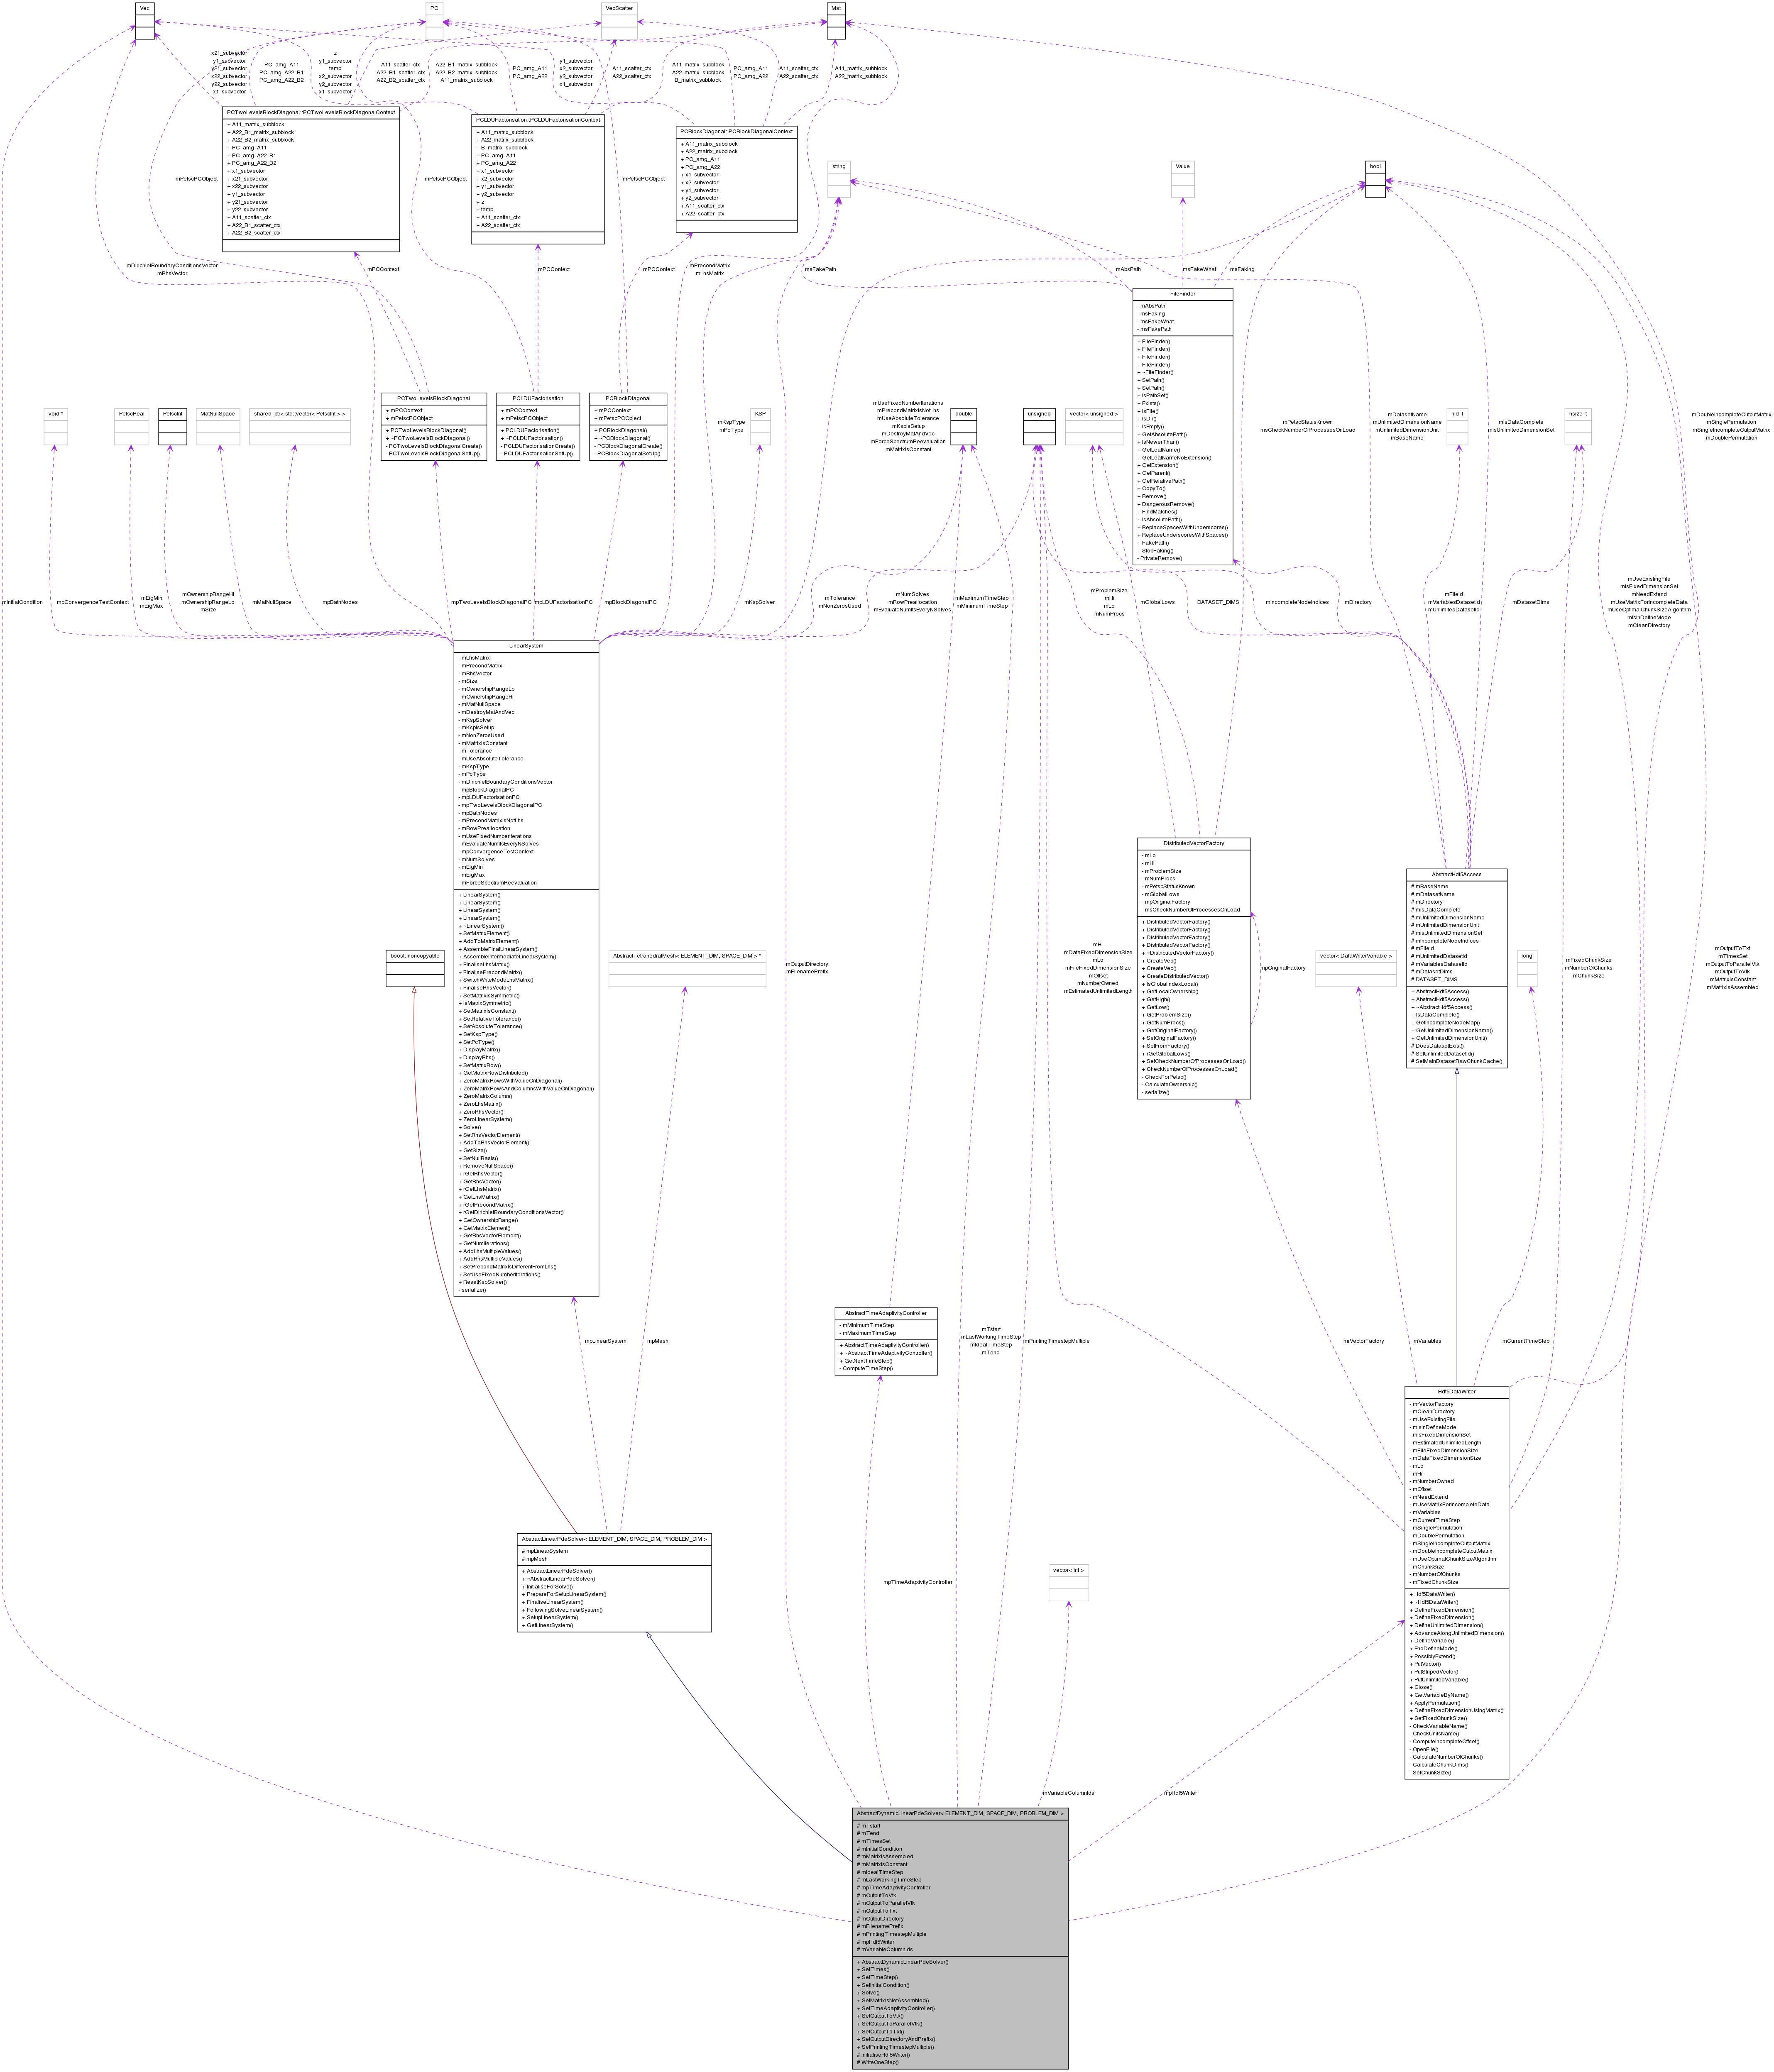 Vec
PC
VecScatter
Mat
x21_subvector
y1_subvector
y21_subvector
x22_subvector
y22_subvector
x1_subvector
PC_amg_A11
PC_amg_A22_B1
PC_amg_A22_B2
z
y1_subvector
temp
x2_subvector
y2_subvector
x1_subvector
A11_scatter_ctx
A22_B1_scatter_ctx
A22_B2_scatter_ctx
A22_B1_matrix_subblock
A22_B2_matrix_subblock
A11_matrix_subblock
PC_amg_A11
PC_amg_A22
y1_subvector
x2_subvector
y2_subvector
x1_subvector
A11_scatter_ctx
A22_scatter_ctx
A11_matrix_subblock
A22_matrix_subblock
B_matrix_subblock
PC_amg_A11
PC_amg_A22
A11_scatter_ctx
A22_scatter_ctx
A11_matrix_subblock
A22_matrix_subblock
PCTwoLevelsBlockDiagonal::PCTwoLevelsBlockDiagonalContext
+ A11_matrix_subblock
+ A22_B1_matrix_subblock
+ A22_B2_matrix_subblock
+ PC_amg_A11
+ PC_amg_A22_B1
+ PC_amg_A22_B2
+ x1_subvector
+ x21_subvector
+ x22_subvector
+ y1_subvector
+ y21_subvector
+ y22_subvector
+ A11_scatter_ctx
+ A22_B1_scatter_ctx
+ A22_B2_scatter_ctx
PCLDUFactorisation::PCLDUFactorisationContext
+ A11_matrix_subblock
+ A22_matrix_subblock
+ B_matrix_subblock
+ PC_amg_A11
+ PC_amg_A22
+ x1_subvector
+ x2_subvector
+ y1_subvector
+ y2_subvector
+ z
+ temp
+ A11_scatter_ctx
+ A22_scatter_ctx
PCBlockDiagonal::PCBlockDiagonalContext
+ A11_matrix_subblock
+ A22_matrix_subblock
+ PC_amg_A11
+ PC_amg_A22
+ x1_subvector
+ x2_subvector
+ y1_subvector
+ y2_subvector
+ A11_scatter_ctx
+ A22_scatter_ctx
string
Value
bool
mPetscPCObject
mPetscPCObject
mPetscPCObject
mDirichletBoundaryConditionsVector
mRhsVector
mPCContext
mPCContext
mPCContext
mPrecondMatrix
mLhsMatrix
msFakePath
mAbsPath
msFakeWhat
msFaking
FileFinder
- mAbsPath
- msFaking
- msFakeWhat
- msFakePath
+ FileFinder()
+ FileFinder()
+ FileFinder()
+ FileFinder()
+ ~FileFinder()
+ SetPath()
+ SetPath()
+ IsPathSet()
+ Exists()
+ IsFile()
+ IsDir()
+ IsEmpty()
+ GetAbsolutePath()
+ IsNewerThan()
+ GetLeafName()
+ GetLeafNameNoExtension()
+ GetExtension()
+ GetParent()
+ GetRelativePath()
+ CopyTo()
+ Remove()
+ DangerousRemove()
+ FindMatches()
+ IsAbsolutePath()
+ ReplaceSpacesWithUnderscores()
+ ReplaceUnderscoresWithSpaces()
+ FakePath()
+ StopFaking()
- PrivateRemove()
void *
PetscReal
PetscInt
MatNullSpace
shared_ptr< std::vector< PetscInt > >
PCTwoLevelsBlockDiagonal
+ mPCContext
+ mPetscPCObject
+ PCTwoLevelsBlockDiagonal()
+ ~PCTwoLevelsBlockDiagonal()
- PCTwoLevelsBlockDiagonalCreate()
- PCTwoLevelsBlockDiagonalSetUp()
PCLDUFactorisation
+ mPCContext
+ mPetscPCObject
+ PCLDUFactorisation()
+ ~PCLDUFactorisation()
- PCLDUFactorisationCreate()
- PCLDUFactorisationSetUp()
PCBlockDiagonal
+ mPCContext
+ mPetscPCObject
+ PCBlockDiagonal()
+ ~PCBlockDiagonal()
- PCBlockDiagonalCreate()
- PCBlockDiagonalSetUp()
mKspType
mPcType
KSP
mUseFixedNumberIterations
mPrecondMatrixIsNotLhs
mUseAbsoluteTolerance
mKspIsSetup
mDestroyMatAndVec
mForceSpectrumReevaluation
mMatrixIsConstant
double
unsigned
vector< unsigned >
mPetscStatusKnown
msCheckNumberOfProcessesOnLoad
mDatasetName
mUnlimitedDimensionName
mUnlimitedDimensionUnit
mBaseName
hid_t
mIsDataComplete
mIsUnlimitedDimensionSet
hsize_t
mDoubleIncompleteOutputMatrix
mSinglePermutation
mSingleIncompleteOutputMatrix
mDoublePermutation
mInitialCondition
mpConvergenceTestContext
mEigMin
mEigMax
mOwnershipRangeHi
mOwnershipRangeLo
mSize
mMatNullSpace
mpBathNodes
mpTwoLevelsBlockDiagonalPC
mpLDUFactorisationPC
mpBlockDiagonalPC
mKspSolver
mTolerance
mNonZerosUsed
mNumSolves
mRowPreallocation
mEvaluateNumItsEveryNSolves
mMaximumTimeStep
mMinimumTimeStep
mProblemSize
mHi
mLo
mNumProcs
mGlobalLows
DATASET_DIMS
mIncompleteNodeIndices
mDirectory
mFileId
mVariablesDatasetId
mUnlimitedDatasetId
mDatasetDims
mUseExistingFile
mIsFixedDimensionSet
mNeedExtend
mUseMatrixForIncompleteData
mUseOptimalChunkSizeAlgorithm
mIsInDefineMode
mCleanDirectory
LinearSystem
- mLhsMatrix
- mPrecondMatrix
- mRhsVector
- mSize
- mOwnershipRangeLo
- mOwnershipRangeHi
- mMatNullSpace
- mDestroyMatAndVec
- mKspSolver
- mKspIsSetup
- mNonZerosUsed
- mMatrixIsConstant
- mTolerance
- mUseAbsoluteTolerance
- mKspType
- mPcType
- mDirichletBoundaryConditionsVector
- mpBlockDiagonalPC
- mpLDUFactorisationPC
- mpTwoLevelsBlockDiagonalPC
- mpBathNodes
- mPrecondMatrixIsNotLhs
- mRowPreallocation
- mUseFixedNumberIterations
- mEvaluateNumItsEveryNSolves
- mpConvergenceTestContext
- mNumSolves
- mEigMin
- mEigMax
- mForceSpectrumReevaluation
+ LinearSystem()
+ LinearSystem()
+ LinearSystem()
+ LinearSystem()
+ ~LinearSystem()
+ SetMatrixElement()
+ AddToMatrixElement()
+ AssembleFinalLinearSystem()
+ AssembleIntermediateLinearSystem()
+ FinaliseLhsMatrix()
+ FinalisePrecondMatrix()
+ SwitchWriteModeLhsMatrix()
+ FinaliseRhsVector()
+ SetMatrixIsSymmetric()
+ IsMatrixSymmetric()
+ SetMatrixIsConstant()
+ SetRelativeTolerance()
+ SetAbsoluteTolerance()
+ SetKspType()
+ SetPcType()
+ DisplayMatrix()
+ DisplayRhs()
+ SetMatrixRow()
+ GetMatrixRowDistributed()
+ ZeroMatrixRowsWithValueOnDiagonal()
+ ZeroMatrixRowsAndColumnsWithValueOnDiagonal()
+ ZeroMatrixColumn()
+ ZeroLhsMatrix()
+ ZeroRhsVector()
+ ZeroLinearSystem()
+ Solve()
+ SetRhsVectorElement()
+ AddToRhsVectorElement()
+ GetSize()
+ SetNullBasis()
+ RemoveNullSpace()
+ rGetRhsVector()
+ GetRhsVector()
+ rGetLhsMatrix()
+ GetLhsMatrix()
+ rGetPrecondMatrix()
+ rGetDirichletBoundaryConditionsVector()
+ GetOwnershipRange()
+ GetMatrixElement()
+ GetRhsVectorElement()
+ GetNumIterations()
+ AddLhsMultipleValues()
+ AddRhsMultipleValues()
+ SetPrecondMatrixIsDifferentFromLhs()
+ SetUseFixedNumberIterations()
+ ResetKspSolver()
- serialize()
DistributedVectorFactory
- mLo
- mHi
- mProblemSize
- mNumProcs
- mPetscStatusKnown
- mGlobalLows
- mpOriginalFactory
- msCheckNumberOfProcessesOnLoad
+ DistributedVectorFactory()
+ DistributedVectorFactory()
+ DistributedVectorFactory()
+ DistributedVectorFactory()
+ ~DistributedVectorFactory()
+ CreateVec()
+ CreateVec()
+ CreateDistributedVector()
+ IsGlobalIndexLocal()
+ GetLocalOwnership()
+ GetHigh()
+ GetLow()
+ GetProblemSize()
+ GetNumProcs()
+ GetOriginalFactory()
+ SetOriginalFactory()
+ SetFromFactory()
+ rGetGlobalLows()
+ SetCheckNumberOfProcessesOnLoad()
+ CheckNumberOfProcessesOnLoad()
- CheckForPetsc()
- CalculateOwnership()
- serialize()
AbstractHdf5Access
# mBaseName
# mDatasetName
# mDirectory
# mIsDataComplete
# mUnlimitedDimensionName
# mUnlimitedDimensionUnit
# mIsUnlimitedDimensionSet
# mIncompleteNodeIndices
# mFileId
# mUnlimitedDatasetId
# mVariablesDatasetId
# mDatasetDims
# DATASET_DIMS
+ AbstractHdf5Access()
+ AbstractHdf5Access()
+ ~AbstractHdf5Access()
+ IsDataComplete()
+ GetIncompleteNodeMap()
+ GetUnlimitedDimensionName()
+ GetUnlimitedDimensionUnit()
# DoesDatasetExist()
# SetUnlimitedDatasetId()
# SetMainDatasetRawChunkCache()
boost::noncopyable
AbstractTetrahedralMesh< ELEMENT_DIM, SPACE_DIM > *
mOutputDirectory
mFilenamePrefix
mHi
mDataFixedDimensionSize
mLo
mFileFixedDimensionSize
mOffset
mNumberOwned
mEstimatedUnlimitedLength
mpOriginalFactory
vector< DataWriterVariable >
long
mFixedChunkSize
mNumberOfChunks
mChunkSize
mOutputToTxt
mTimesSet
mOutputToParallelVtk
mOutputToVtk
mMatrixIsConstant
mMatrixIsAssembled
AbstractTimeAdaptivityController
- mMinimumTimeStep
- mMaximumTimeStep
+ AbstractTimeAdaptivityController()
+ ~AbstractTimeAdaptivityController()
+ GetNextTimeStep()
- ComputeTimeStep()
mpLinearSystem
mpMesh
mTstart
mLastWorkingTimeStep
mIdealTimeStep
mTend
mPrintingTimestepMultiple
mrVectorFactory
mVariables
mCurrentTimeStep
Hdf5DataWriter
- mrVectorFactory
- mCleanDirectory
- mUseExistingFile
- mIsInDefineMode
- mIsFixedDimensionSet
- mEstimatedUnlimitedLength
- mFileFixedDimensionSize
- mDataFixedDimensionSize
- mLo
- mHi
- mNumberOwned
- mOffset
- mNeedExtend
- mUseMatrixForIncompleteData
- mVariables
- mCurrentTimeStep
- mSinglePermutation
- mDoublePermutation
- mSingleIncompleteOutputMatrix
- mDoubleIncompleteOutputMatrix
- mUseOptimalChunkSizeAlgorithm
- mChunkSize
- mNumberOfChunks
- mFixedChunkSize
+ Hdf5DataWriter()
+ ~Hdf5DataWriter()
+ DefineFixedDimension()
+ DefineFixedDimension()
+ DefineUnlimitedDimension()
+ AdvanceAlongUnlimitedDimension()
+ DefineVariable()
+ EndDefineMode()
+ PossiblyExtend()
+ PutVector()
+ PutStripedVector()
+ PutUnlimitedVariable()
+ Close()
+ GetVariableByName()
+ ApplyPermutation()
+ DefineFixedDimensionUsingMatrix()
+ SetFixedChunkSize()
- CheckVariableName()
- CheckUnitsName()
- ComputeIncompleteOffset()
- OpenFile()
- CalculateNumberOfChunks()
- CalculateChunkDims()
- SetChunkSize()
AbstractLinearPdeSolver< ELEMENT_DIM, SPACE_DIM, PROBLEM_DIM >
# mpLinearSystem
# mpMesh
+ AbstractLinearPdeSolver()
+ ~AbstractLinearPdeSolver()
+ InitialiseForSolve()
+ PrepareForSetupLinearSystem()
+ FinaliseLinearSystem()
+ FollowingSolveLinearSystem()
+ SetupLinearSystem()
+ GetLinearSystem()
mpTimeAdaptivityController
vector< int >
mVariableColumnIds
mpHdf5Writer
AbstractDynamicLinearPdeSolver< ELEMENT_DIM, SPACE_DIM, PROBLEM_DIM >
# mTstart
# mTend
# mTimesSet
# mInitialCondition
# mMatrixIsAssembled
# mMatrixIsConstant
# mIdealTimeStep
# mLastWorkingTimeStep
# mpTimeAdaptivityController
# mOutputToVtk
# mOutputToParallelVtk
# mOutputToTxt
# mOutputDirectory
# mFilenamePrefix
# mPrintingTimestepMultiple
# mpHdf5Writer
# mVariableColumnIds
+ AbstractDynamicLinearPdeSolver()
+ SetTimes()
+ SetTimeStep()
+ SetInitialCondition()
+ Solve()
+ SetMatrixIsNotAssembled()
+ SetTimeAdaptivityController()
+ SetOutputToVtk()
+ SetOutputToParallelVtk()
+ SetOutputToTxt()
+ SetOutputDirectoryAndPrefix()
+ SetPrintingTimestepMultiple()
# InitialiseHdf5Writer()
# WriteOneStep()